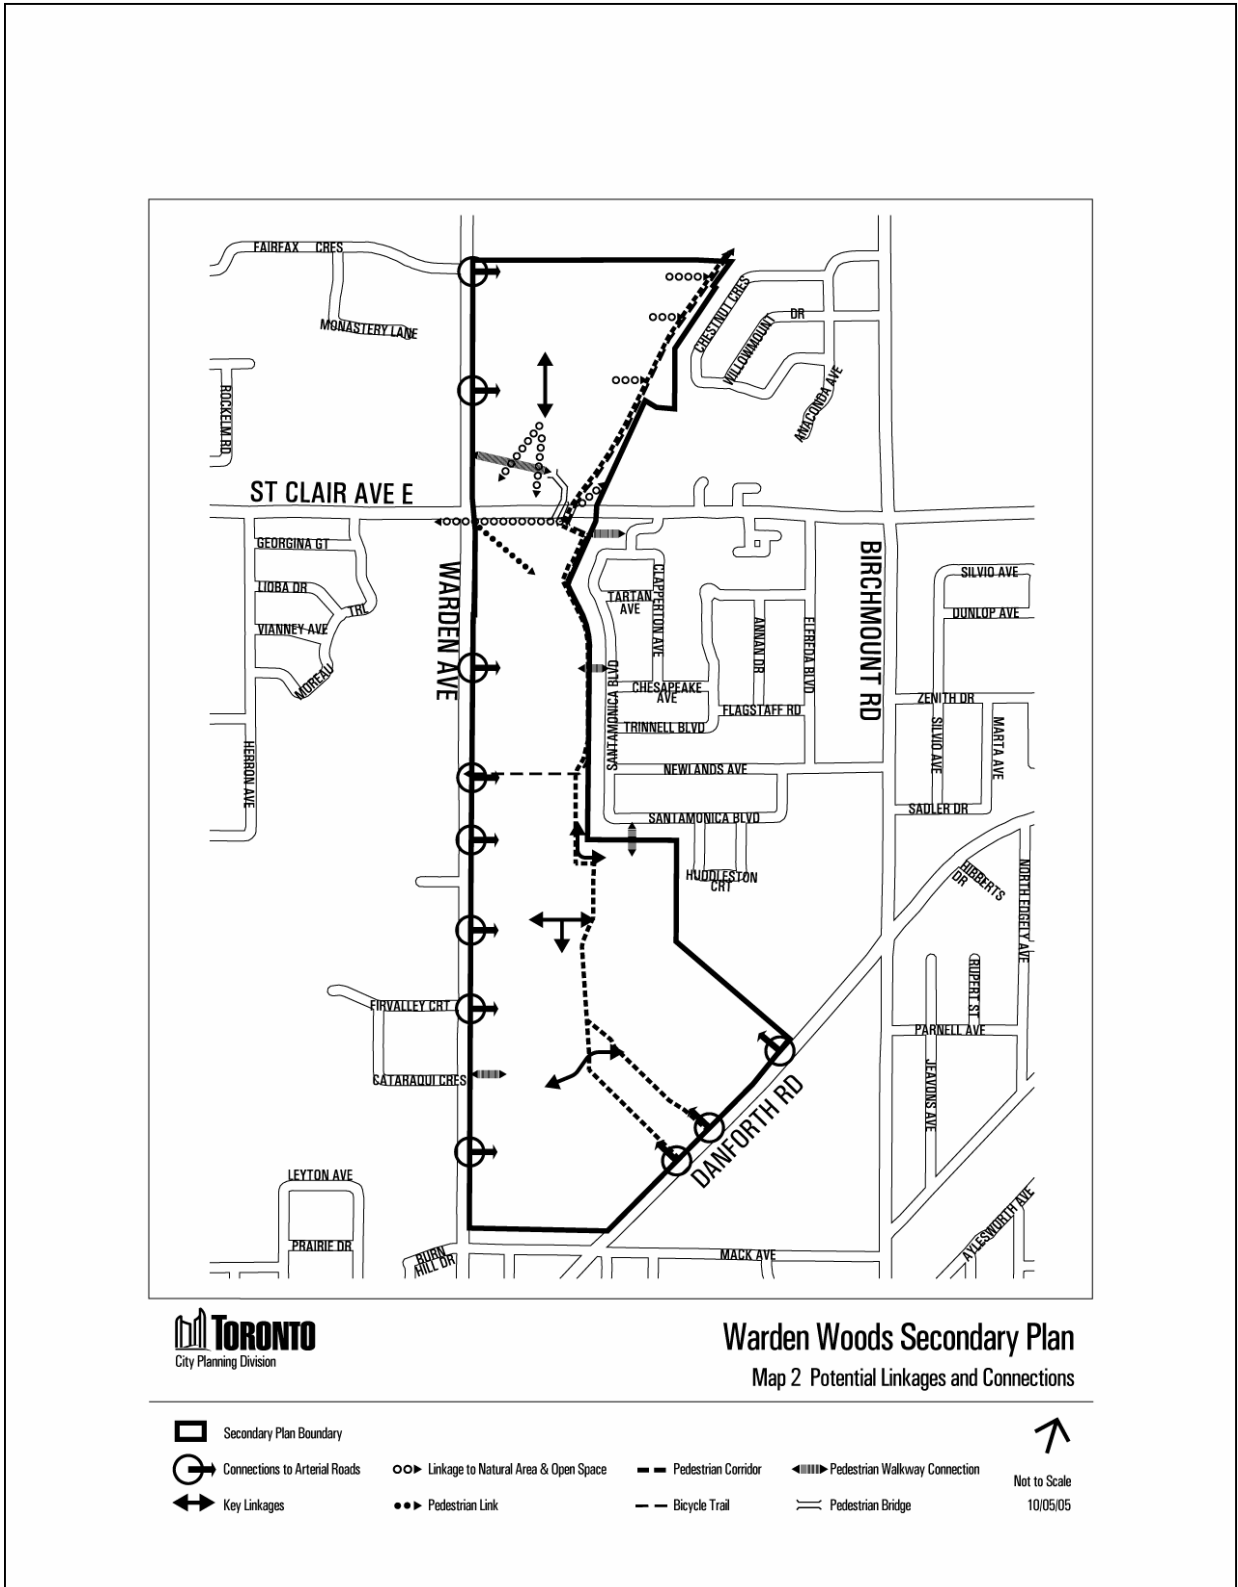 FAIRFAX CRES
MONASTERY LANE
ROCKELM RD
CHESTNUT CRES
WILLOWMOUNT DR
ANACONDA AVE
ST CLAIR AVE E
GEORGINA GT
LIOBA DR
TRL
VIANNEY AVE
MOREAU
HERRON AVE
WARDEN AVE
TARTAN
AVE
CLAPPERTON AVE
SANTAMONICA BLVD
CHESAPEAKE
AVE
TRINNELL BLVD
FLAGSTAFF RD
ANNAN DR
ELFREDA BLVD
BIRCHMOUNT RD
NEWLANDS AVE
SANTAMONICA BLVD
HUDDLESTON
CRT
SILVIO AVE
DUNLOP AVE
ZENITH DR
SILVIO AVE
MARTA AVE
SADLER DR
HIBBERTS
DR
NORTH EDGELY AVE
RUPERT ST
PARNELL AVE
JEAVONS AVE
FIRVALLEY CRT
CATARAQUI CRES
DANFORTH RD
LEYTON AVE
PRAIRIE DR
BURN
HILL DR
MACK AVE
AYLESWORTH AVE
TORONTO
City Planning Division
Warden Woods Secondary Plan
Map 2 Potential Linkages and Connections
Secondary Plan Boundary
Connections to Arterial Roads
Linkage to Natural Area & Open Space
Pedestrian Corridor
Pedestrian Walkway Connection
Not to Scale
Key Linkages
Pedestrian Link
Bicycle Trail
Pedestrian Bridge
10/05/05